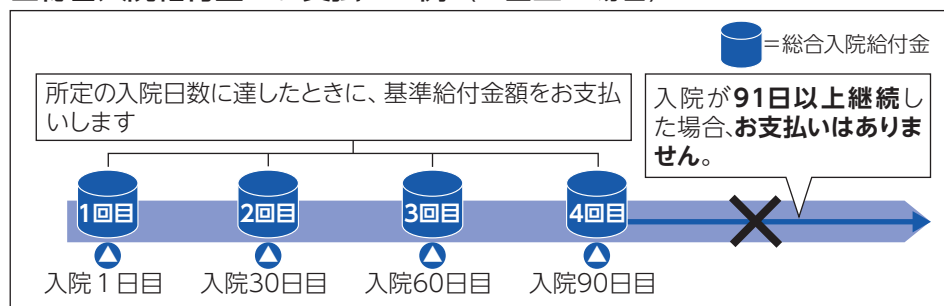 =総合入院給付金
所定の入院日数に達したときに、基準給付金額をお支払
いします
入院が91日以上継続し
た場合、お支払いはありま
せん。
1回目 2回目 3回目 4回目
入院1日目 入院30日目 入院60日目 入院90日目